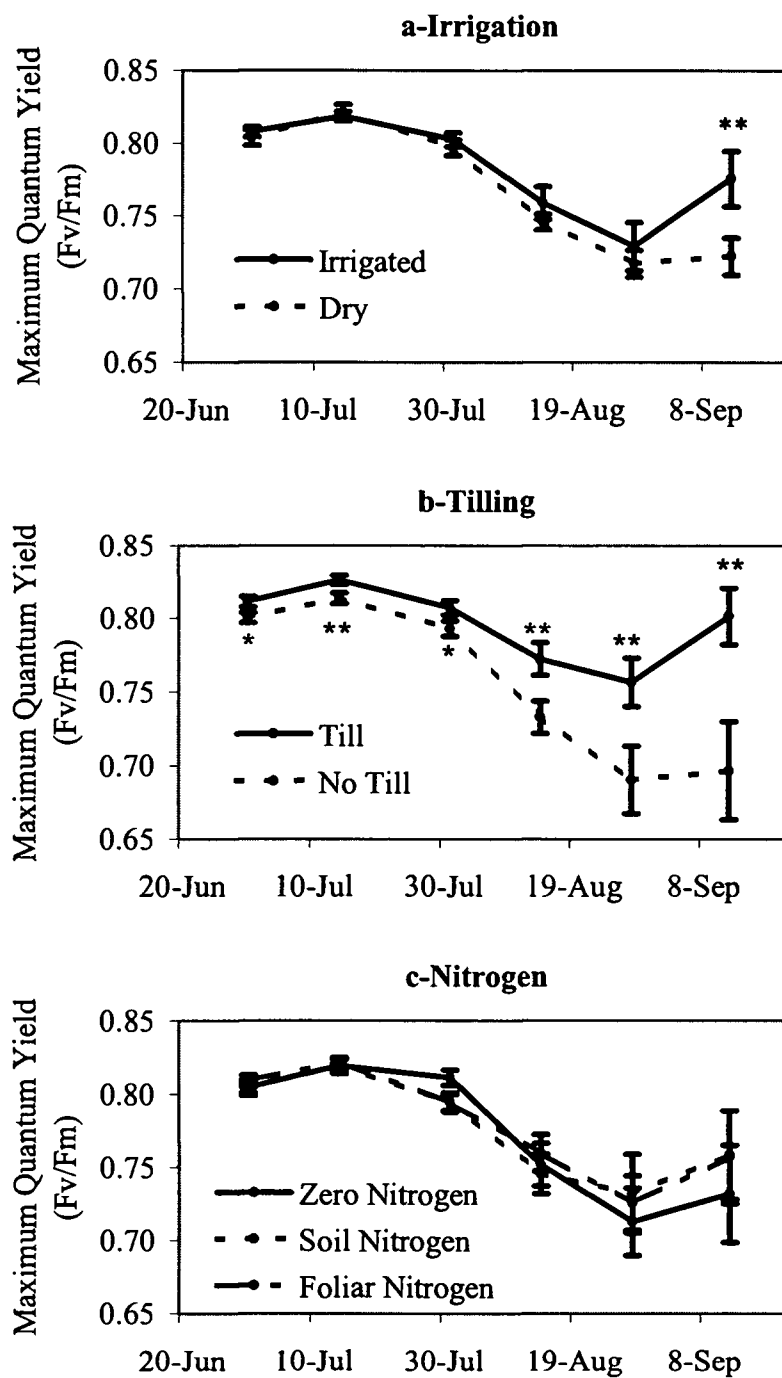 a-Irrigation
Maximum Quantum Yield
(Fv/Fm)
0.85
0.80
0.75
0.70
0.65
**
Irrigated
Dry
20-Jun 10-Jul 30-Jul 19-Aug 8-Sep
b-Tilling
Maximum Quantum Yield
(Fv/Fm)
0.85
0.80
0.75
0.70
0.65
* ** * ** ** **
Till
No Till
20-Jun 10-Jul 30-Jul 19-Aug 8-Sep
c-Nitrogen
Maximum Quantum Yield
(Fv/Fm)
0.85
0.80
0.75
0.70
0.65
Zero Nitrogen
Soil Nitrogen
Foliar Nitrogen
20-Jun 10-Jul 30-Jul 19-Aug 8-Sep